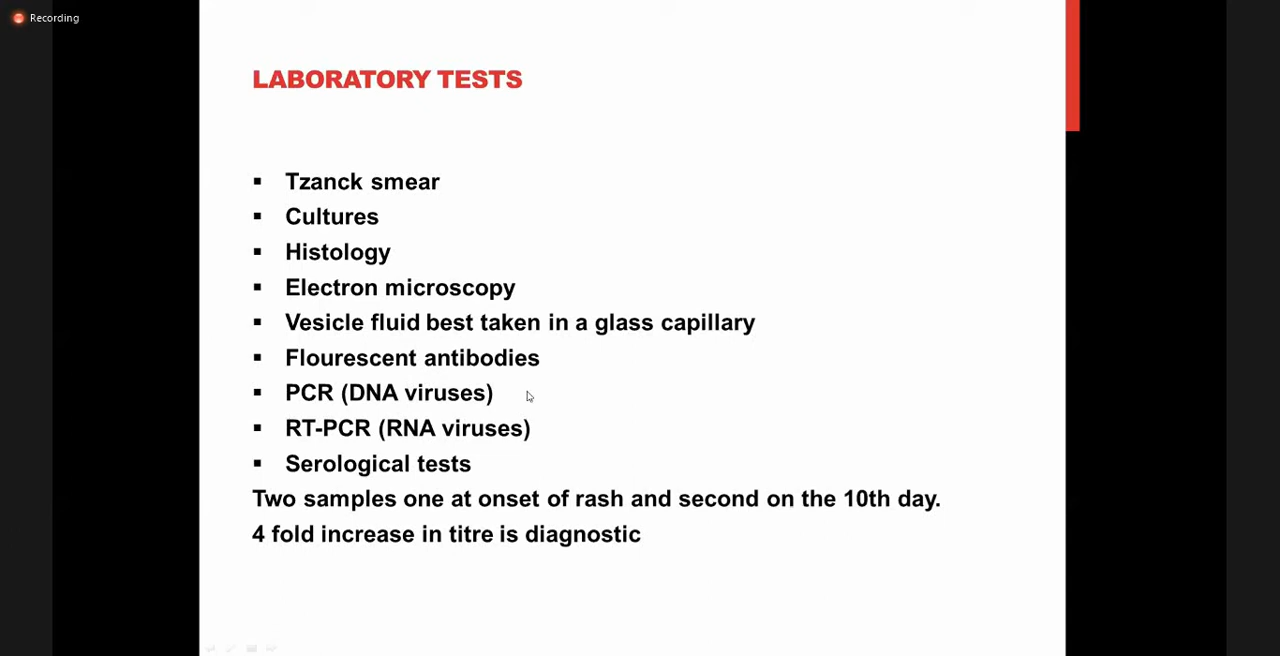 Recording
LABORATORY TESTS
▪ Tzanck smear
▪ Cultures
▪ Histology
▪ Electron microscopy
▪ Vesicle fluid best taken in a glass capillary
▪ Flourescent antibodies
▪ PCR (DNA viruses)
▪ RT-PCR (RNA viruses)
▪ Serological tests
Two samples one at onset of rash and second on the 10th day.
4 fold increase in titre is diagnostic